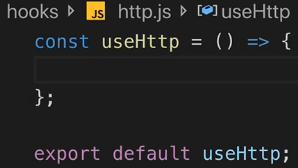 hooks > JS http.js > useHttp
const useHttp = () => {
};
export default useHttp;